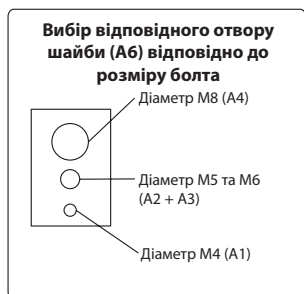 Вибір відповідного отвору
шайби (A6) відповідно до
розміру болта
Діаметр M8 (A4)
Діаметр M5 та M6
(A2 + A3)
Діаметр M4 (A1)